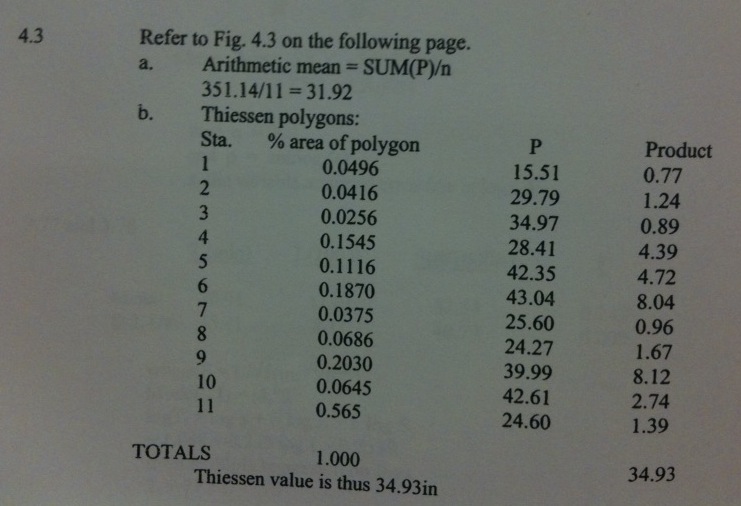 4.3 Refer to Fig. 4.3 on the following page.
a. Arithmetic mean = SUM(P)/n
351.14/11 = 31.92
b. Thiessen polygons:
Sta. % area of polygon P Product
1 0.0496 15.51 0.77
2 0.0416 29.79 1.24
3 0.0256 34.97 0.89
4 0.1545 28.41 4.39
5 0.1116 42.35 4.72
6 0.1870 43.04 8.04
7 0.0375 25.60 0.96
8 0.0686 24.27 1.67
9 0.2030 39.99 8.12
10 0.0645 42.61 2.74
11 0.565 24.60 1.39
TOTALS 1.000 34.93
Thiessen value is thus 34.93in